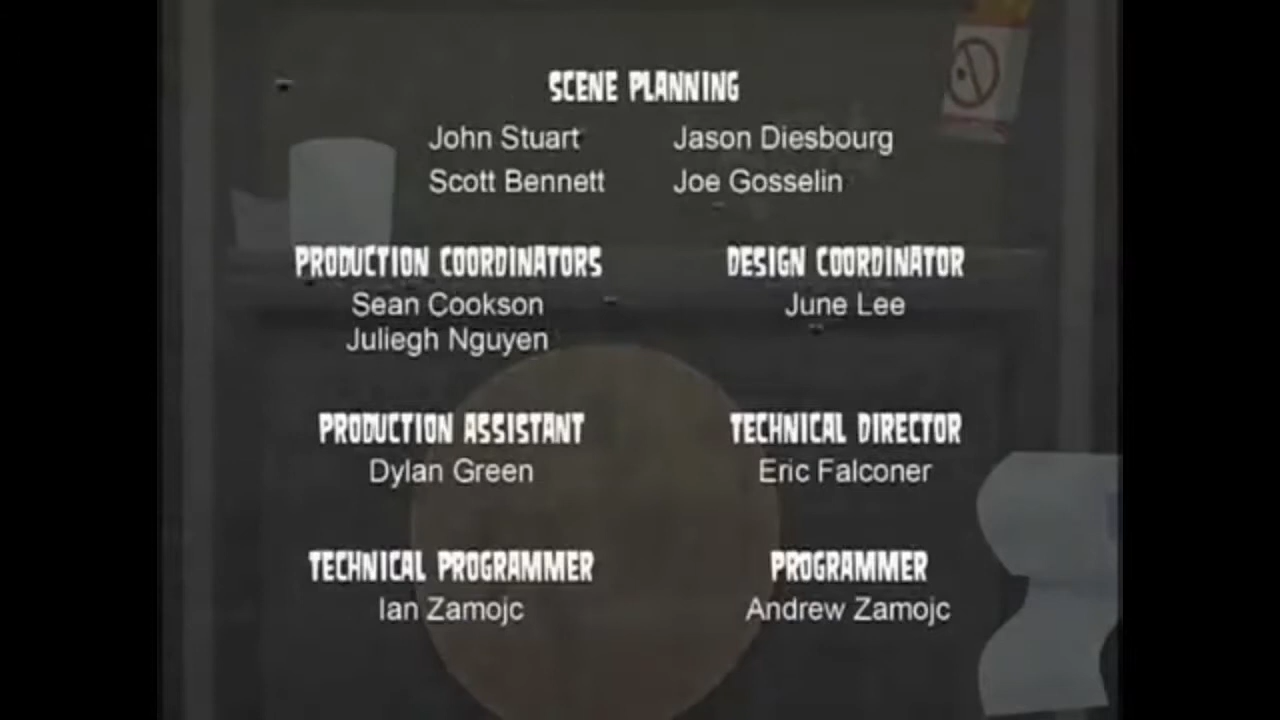 SCENE PLANNING
John Stuart Jason Diesbourg
Scott Bennett Joe Gosselin
PRODUCTION COORDINATORS
Sean Cookson
Juliegh Nguyen
DESIGN COORDINATOR
June Lee
PRODUCTION ASSISTANT
Dylan Green
TECHNICAL DIRECTOR
Eric Falconer
TECHNICAL PROGRAMMER
Ian Zamojc
PROGRAMMER
Andrew Zamojc